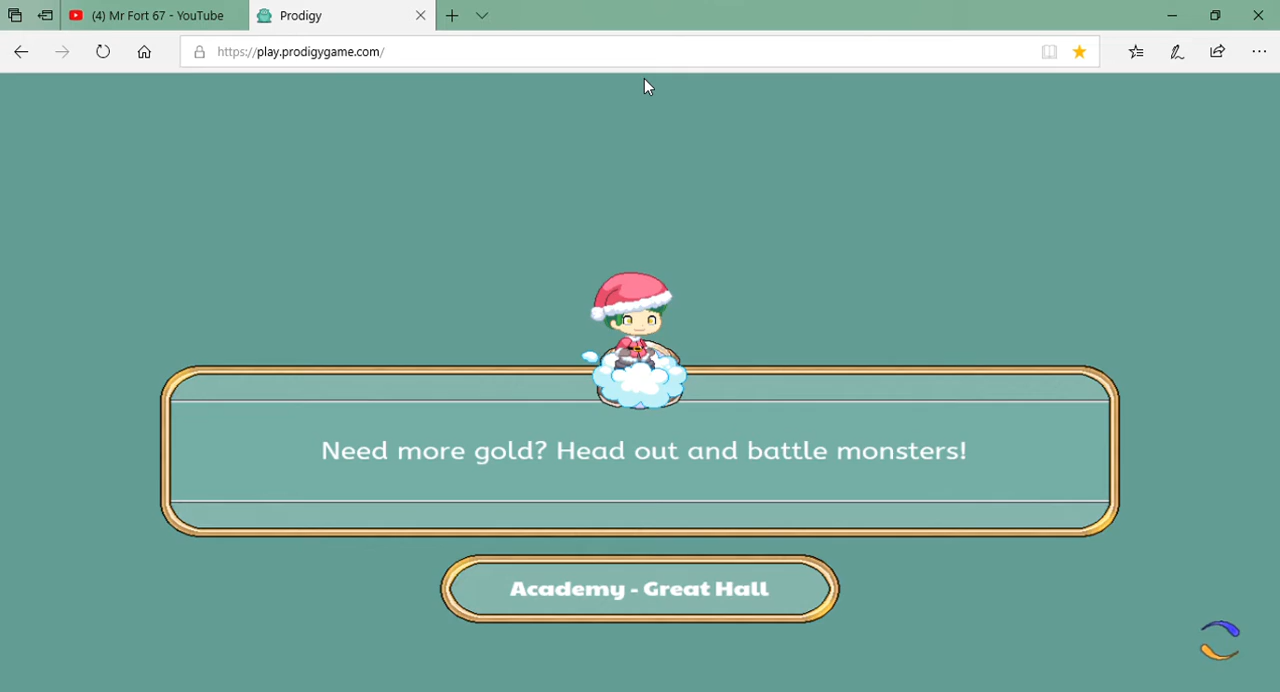 (4) Mr Fort 67 - YouTube
Prodigy
https://play.prodigygame.com/
Need more gold? Head out and battle monsters!
Academy - Great Hall